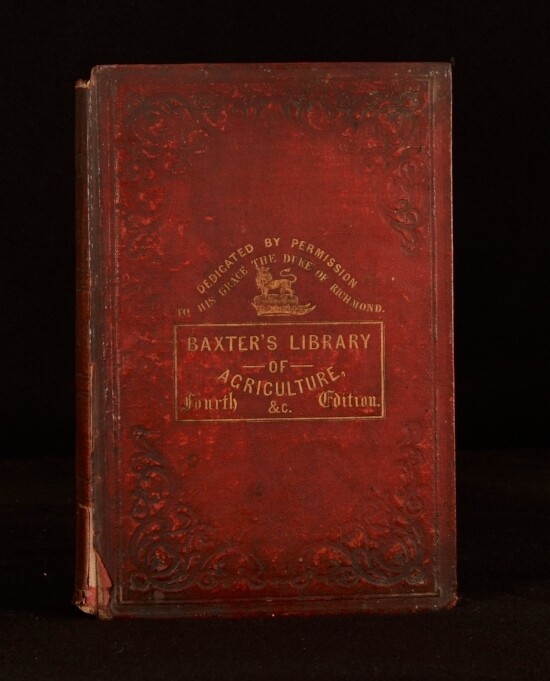 DEDICATED BY PERMISSION
TO HIS GRACE THE DUKE OF RICHMOND.
BAXTER'S LIBRARY
—OF—
AGRICULTURE,
Fourth &C. Edition.